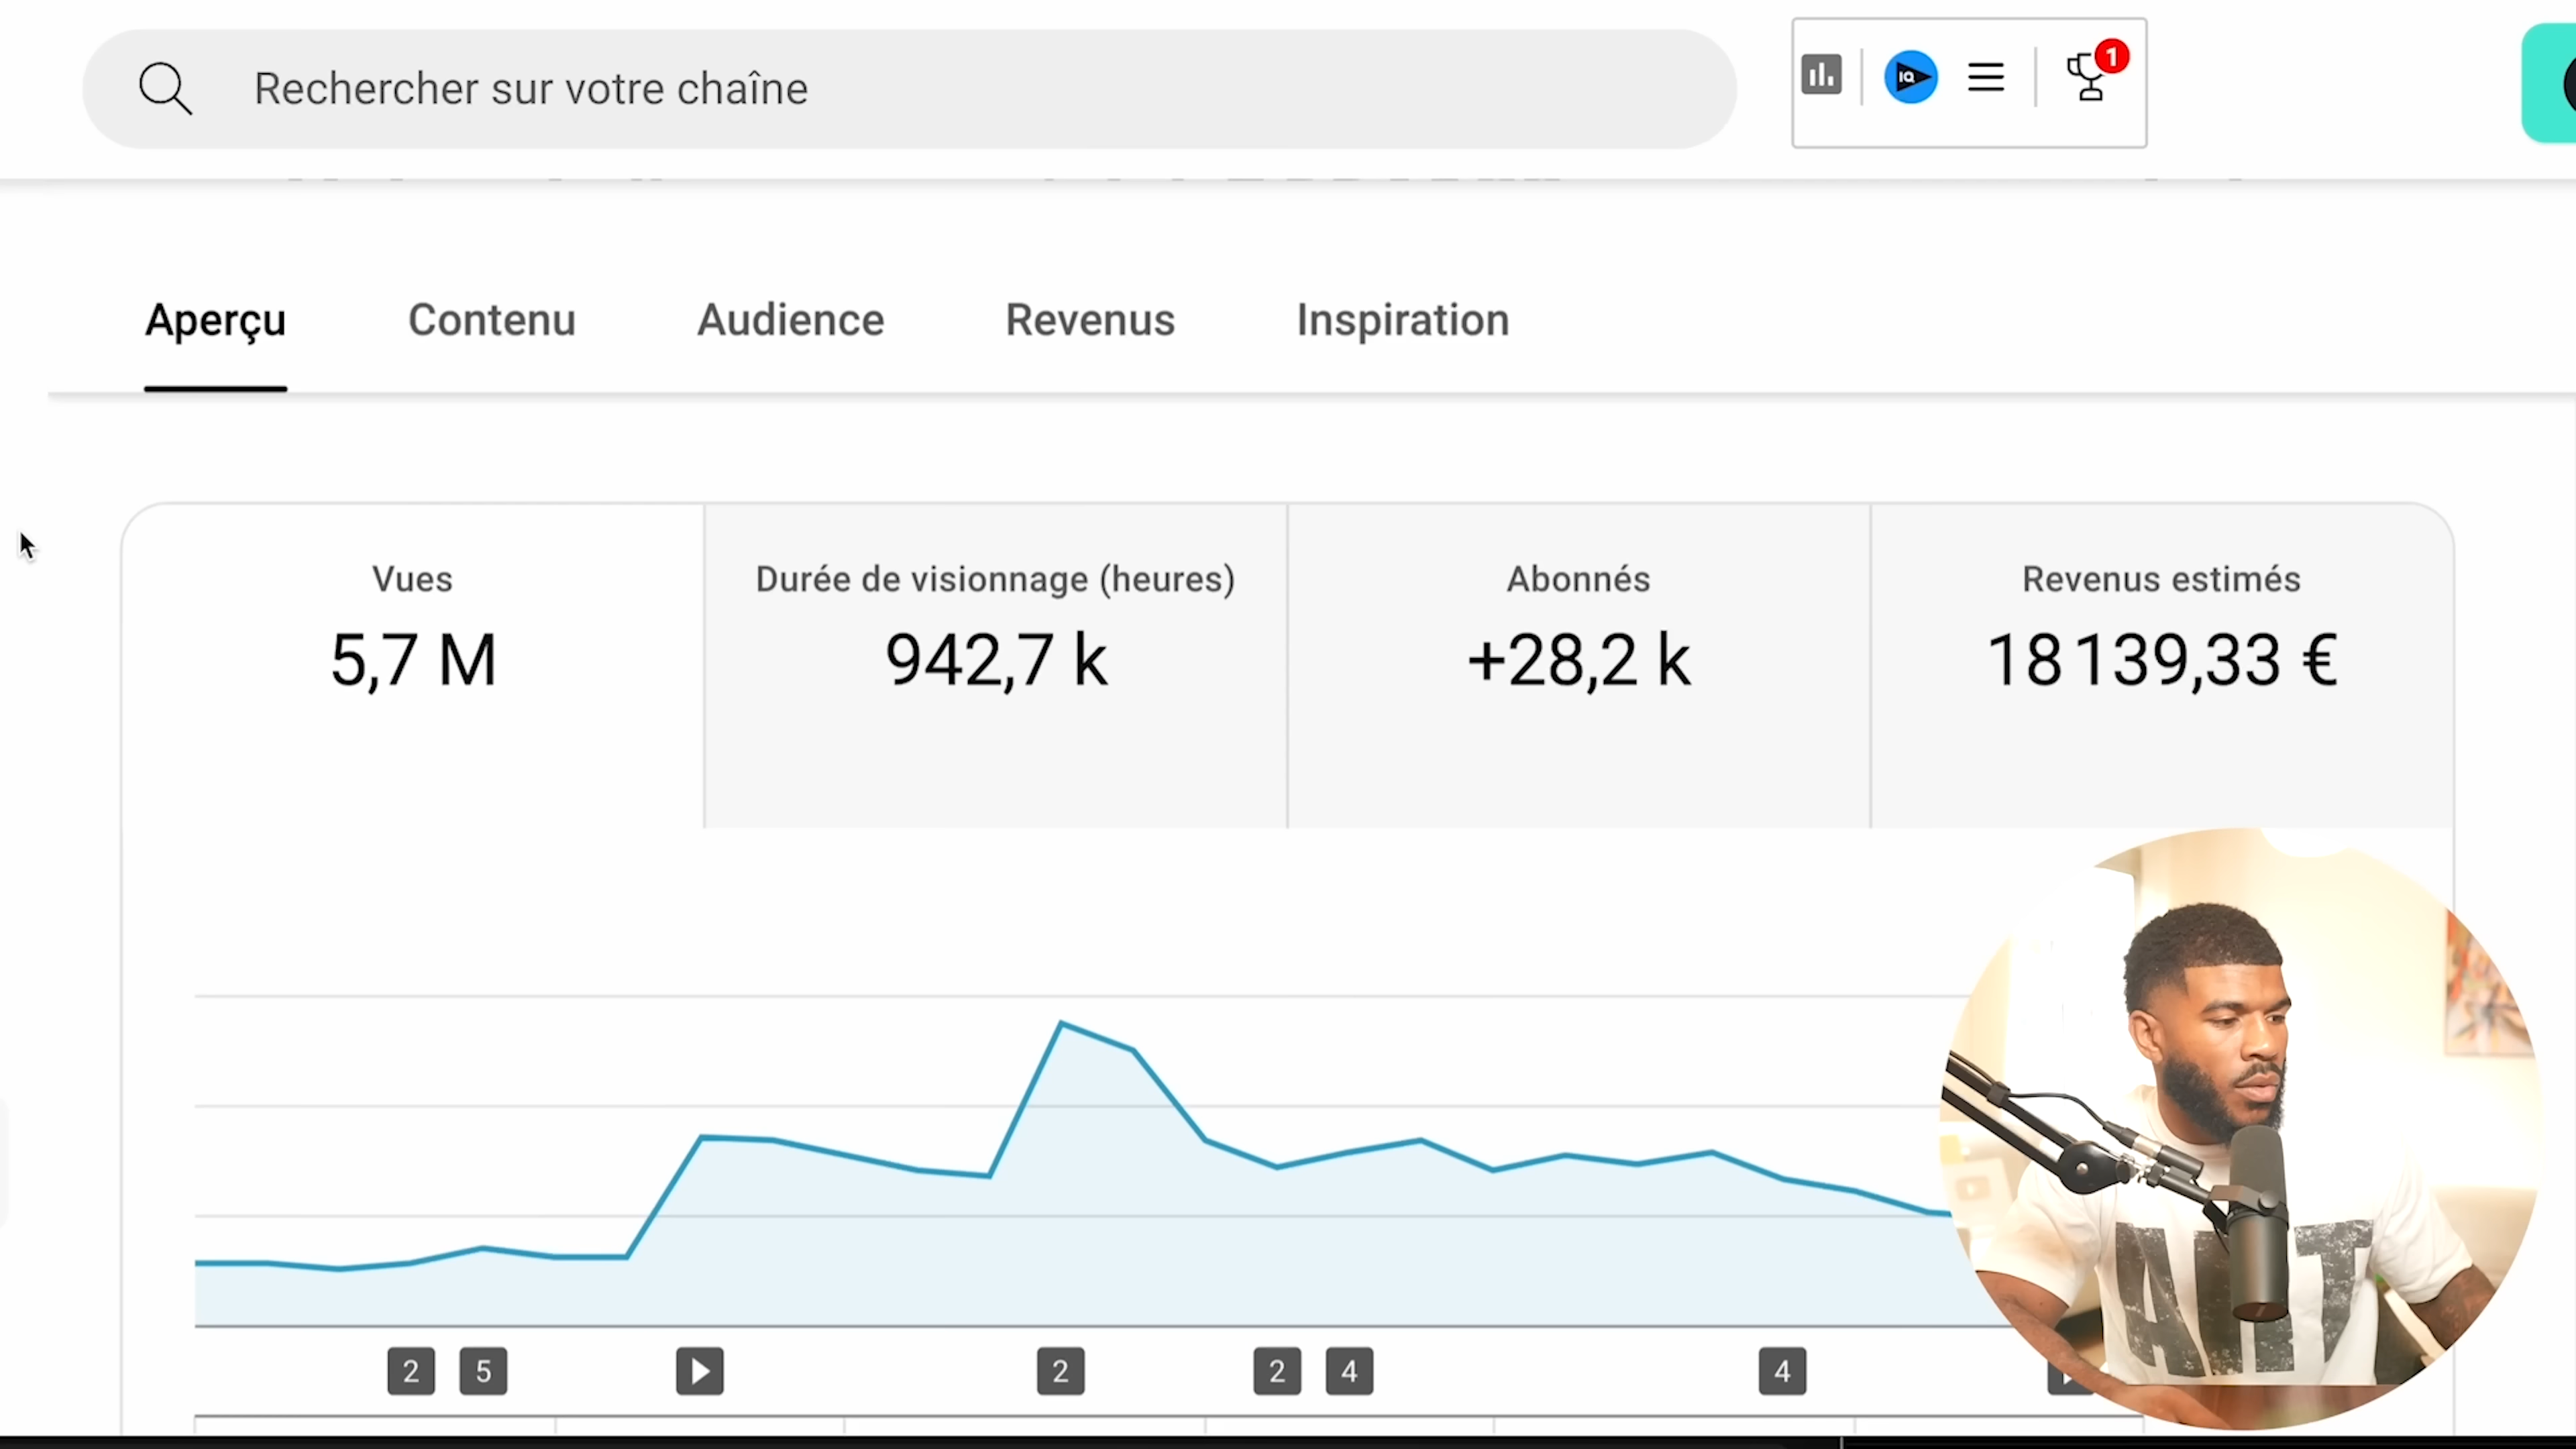 Rechercher sur votre chaîne
IQ
1
Aperçu Contenu Audience Revenus Inspiration
Vues Durée de visionnage (heures) Abonnés Revenus estimés
5,7 M 942,7 k +28,2 k 18 139,33 €
2 5 2 2 4 4